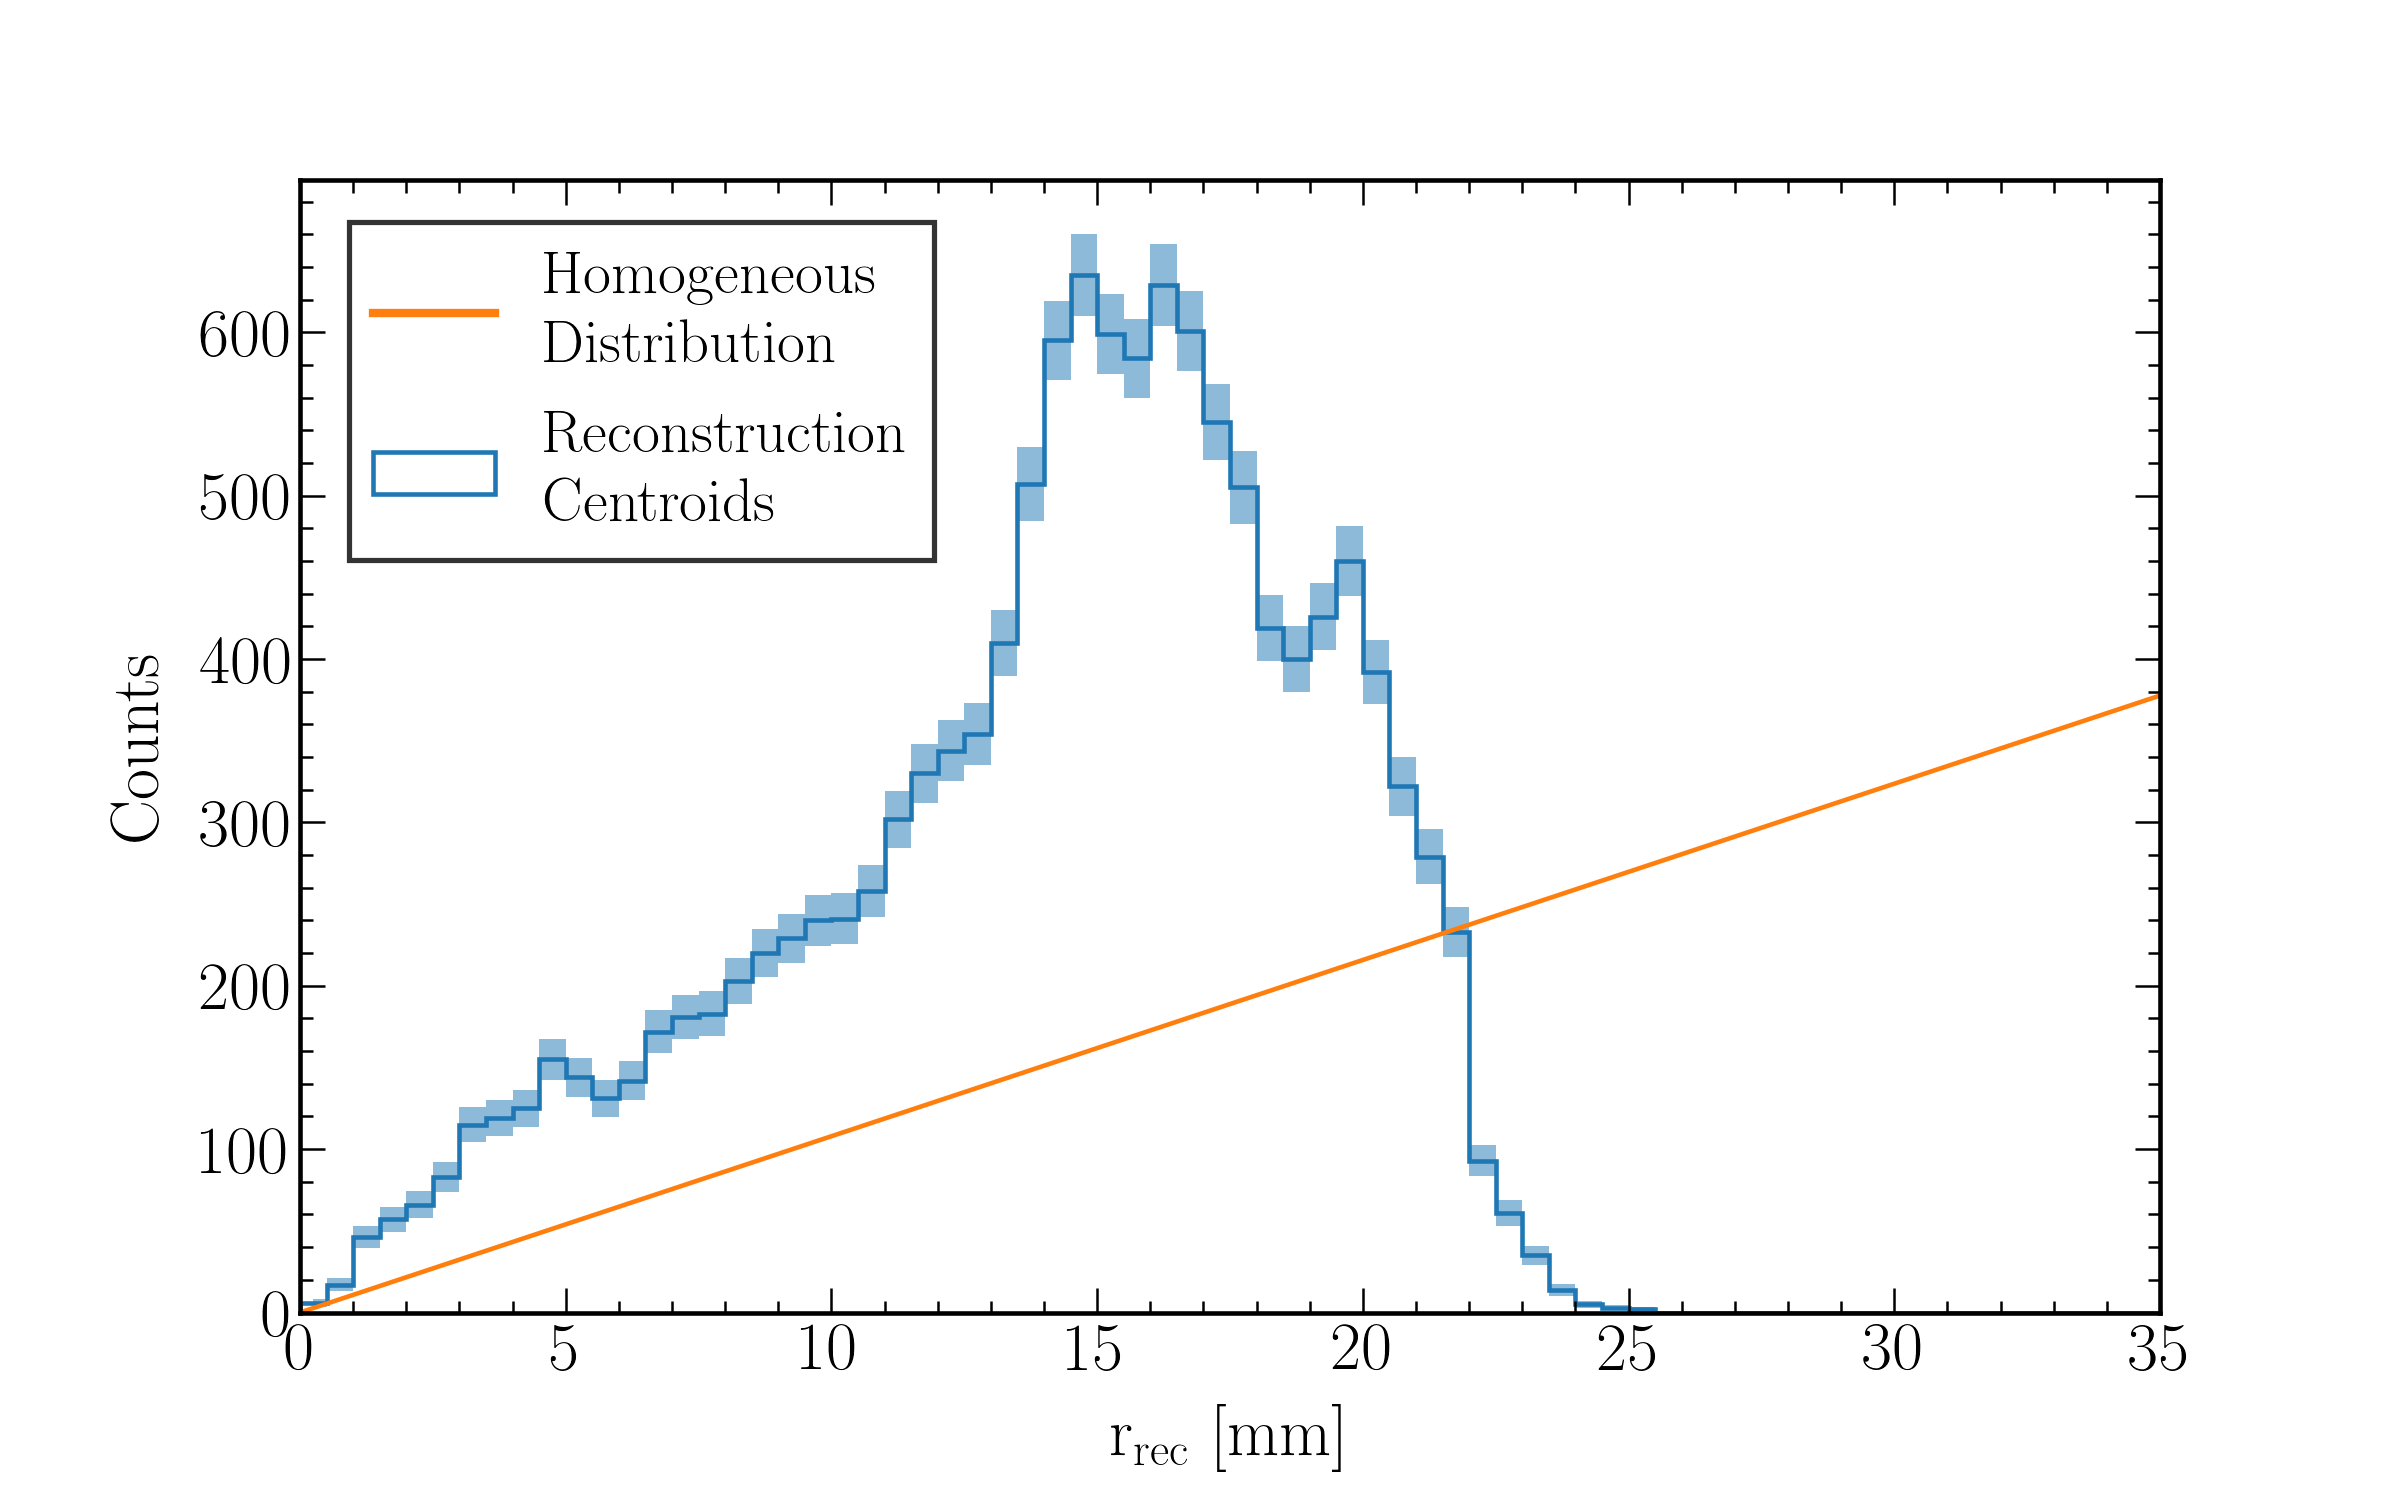 Homogeneous
Distribution
Reconstruction
Centroids
Counts
600
500
400
300
200
100
0
0 5 10 15 20 25 30 35
r_rec [mm]